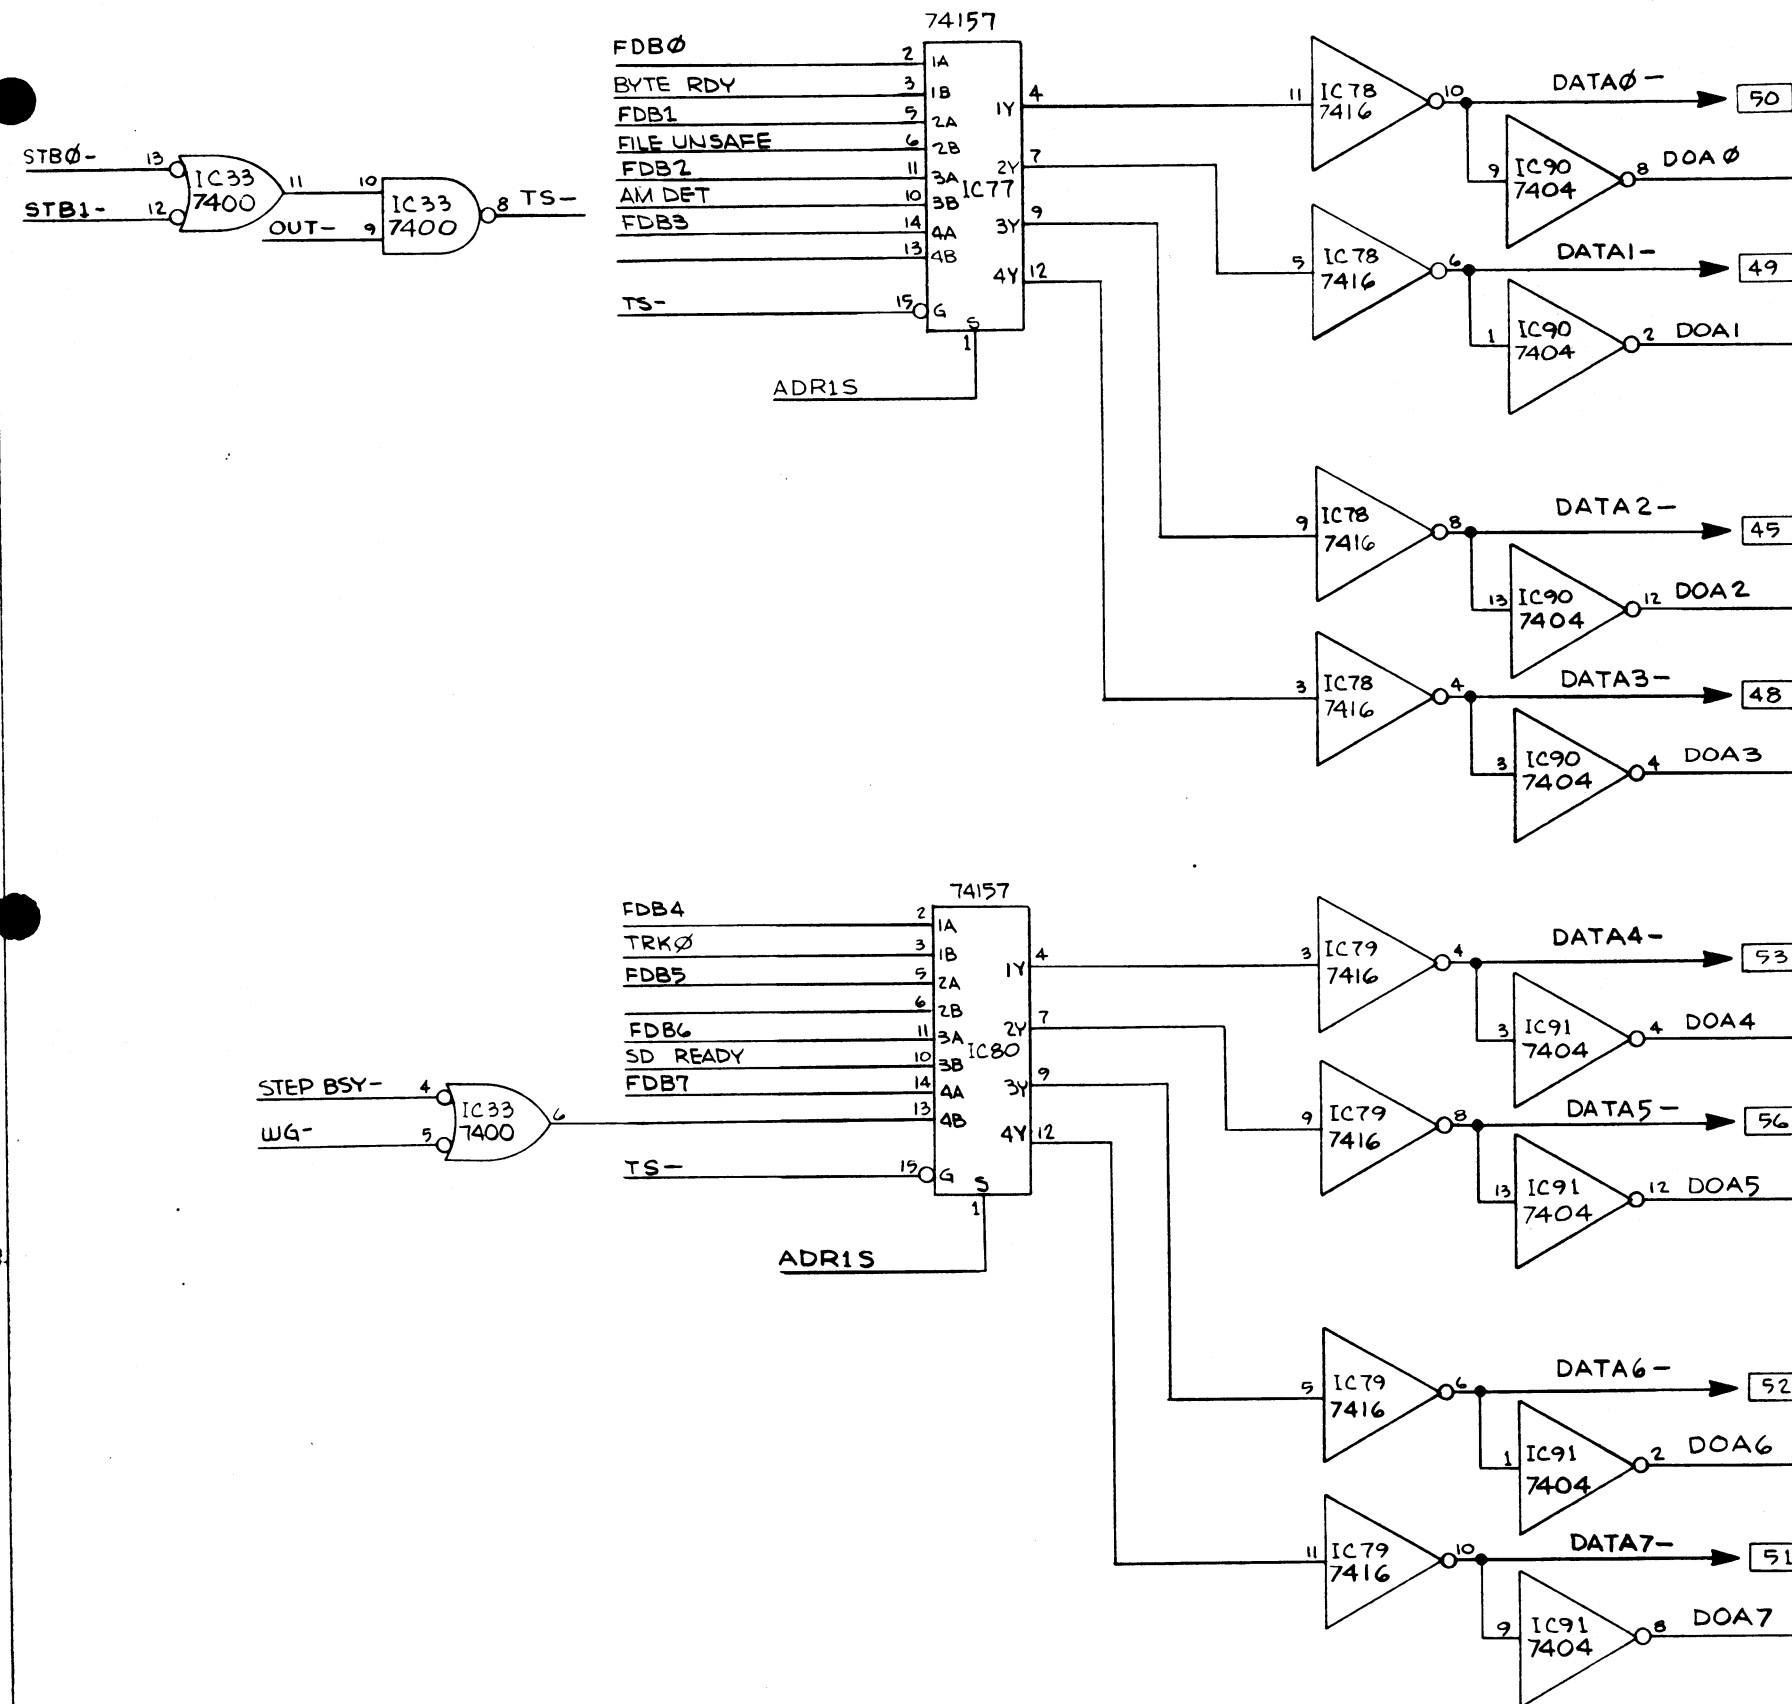 74157
FDBØ 2 1A
BYTE RDY 3 1B
FDB1 5 2A
FILE UNSAFE 6 2B
FDB2 11 3A
AM DET 10 3B
FDB3 14 4A
13 4B
TS- 15 G
IC77
S
1
ADR1S
1Y 4
2Y 7
3Y 9
4Y 12
STBØ- 13
STB1- 12
IC33
7400
11 10
OUT- 9
IC33
7400
8 TS-
11 IC78
7416
10 DATAØ- 50
9 IC90
7404
8 DOAØ
5 IC78
7416
6 DATA1- 49
1 IC90
7404
2 DOA1
9 IC78
7416
8 DATA2- 45
13 IC90
7404
12 DOA2
3 IC78
7416
4 DATA3- 48
3 IC90
7404
4 DOA3
74157
FDB4 2 1A
TRKØ 3 1B
FDB5 5 2A
6 2B
FDB6 11 3A
SD READY 10 3B
FDB7 14 4A
13 4B
TS- 15 G
IC80
S
1
ADR1S
1Y 4
2Y 7
3Y 9
4Y 12
STEP BSY- 4
WG- 5
IC33
7400
6
3 IC79
7416
4 DATA4- 53
3 IC91
7404
4 DOA4
9 IC79
7416
8 DATA5- 56
13 IC91
7404
12 DOA5
5 IC79
7416
6 DATA6- 52
1 IC91
7404
2 DOA6
11 IC79
7416
10 DATA7- 51
9 IC91
7404
8 DOA7